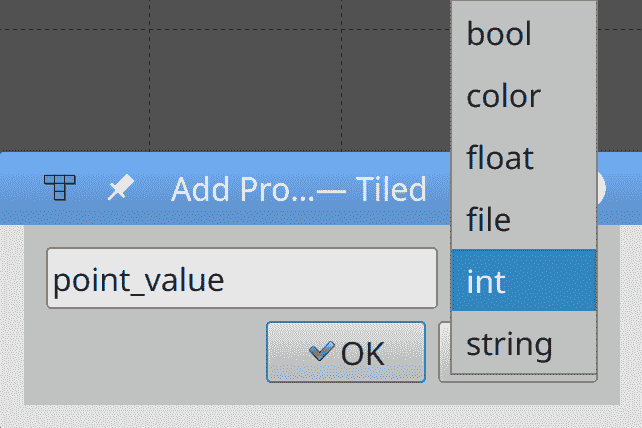 bool
color
float
file
int
string
Add Pro...— Tiled
point_value
OK